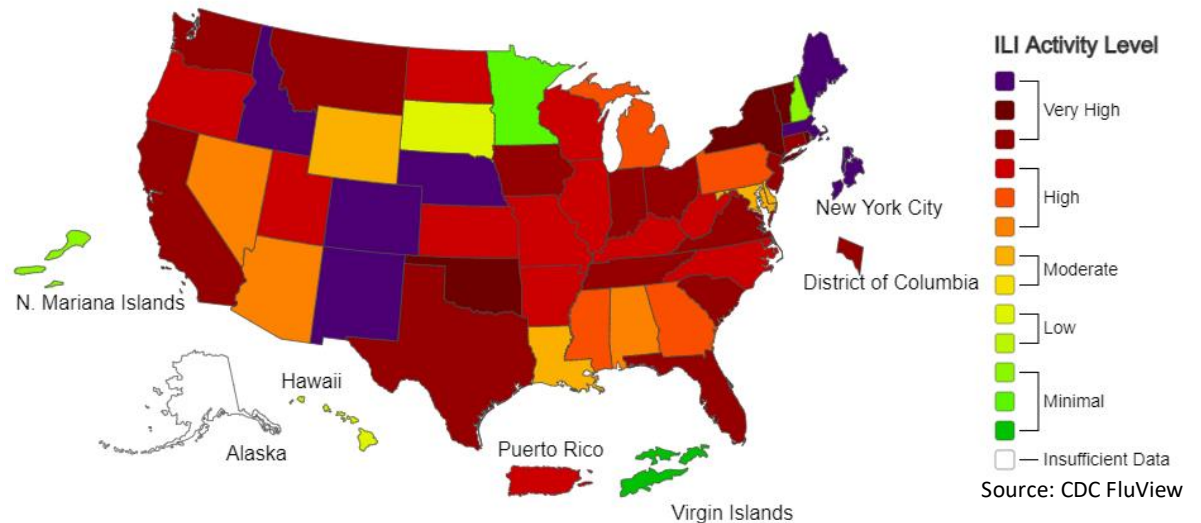 ILI Activity Level
Very High
High
Moderate
Low
Minimal
Insufficient Data
Source: CDC FluView
New York City
District of Columbia
N. Mariana Islands
Hawaii
Alaska
Puerto Rico
Virgin Islands